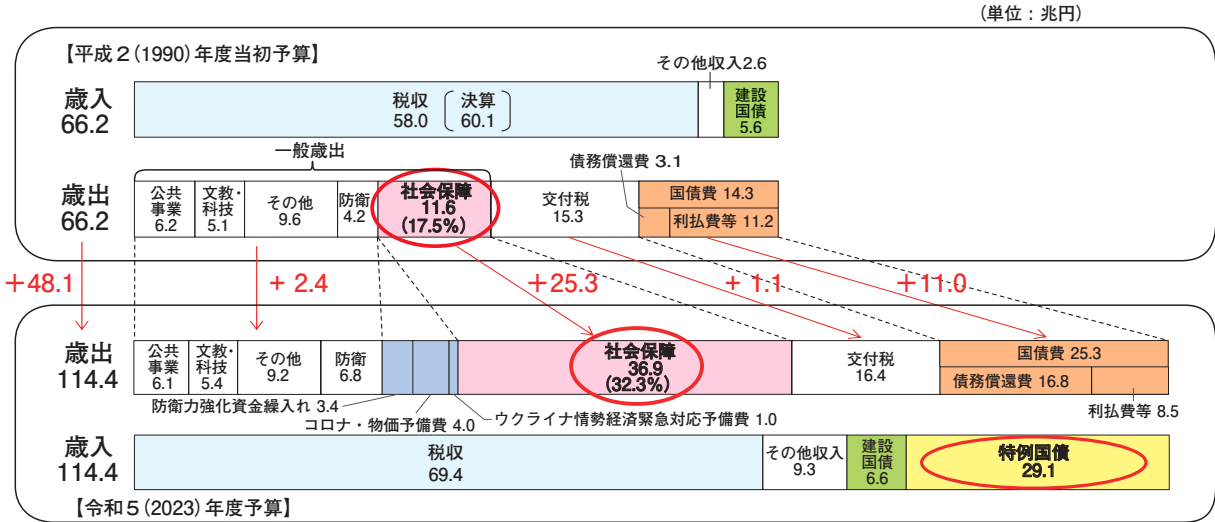 (単位：兆円)
【平成２(1990)年度当初予算】
歳入
66.2
税収
58.0
決算
60.1
その他収入2.6
建設
国債
5.6
一般歳出
歳出
66.2
公共
事業
6.2
文教・
科技
5.1
その他
9.6
防衛
4.2
社会保障
11.6
(17.5%)
交付税
15.3
債務償還費 3.1
国債費 14.3
利払費等 11.2
＋48.1
＋ 2.4
＋25.3
＋ 1.1
＋11.0
歳出
114.4
公共
事業
6.1
文教・
科技
5.4
その他
9.2
防衛
6.8
社会保障
36.9
(32.3%)
交付税
16.4
国債費 25.3
債務償還費 16.8
利払費等 8.5
防衛力強化資金繰入れ 3.4
コロナ・物価予備費 4.0
ウクライナ情勢経済緊急対応予備費 1.0
歳入
114.4
税収
69.4
その他収入
9.3
建設
国債
6.6
特例国債
29.1
【令和５(2023)年度予算】